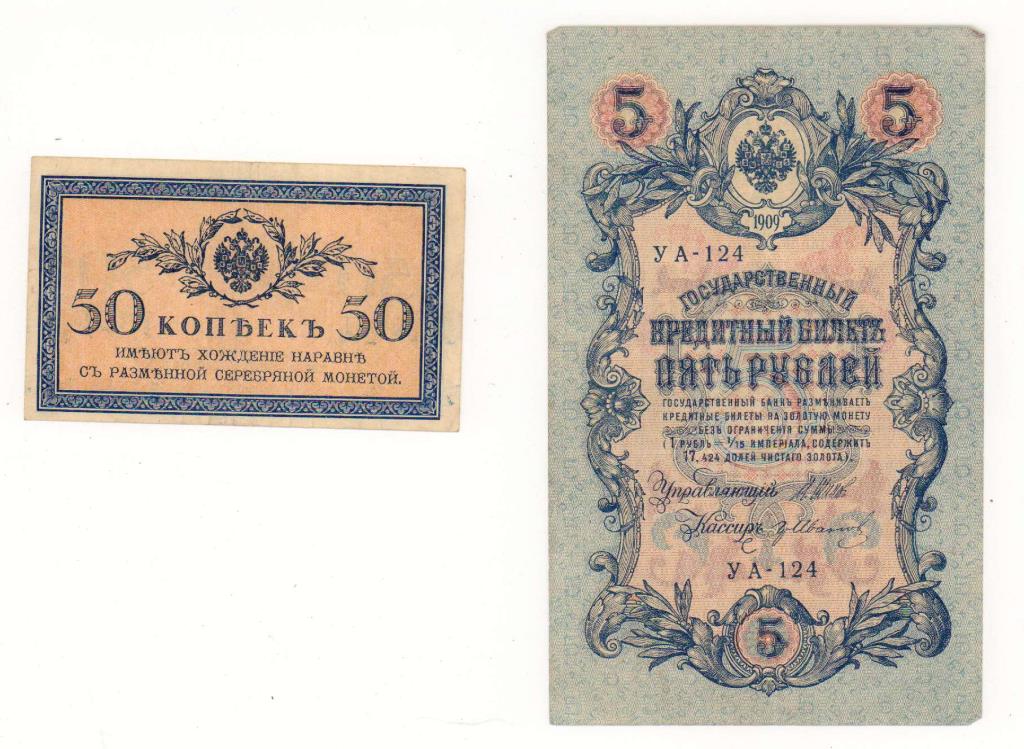 50 КОПѢЕКЪ 50
ИМѢЮТЪ ХОЖДЕНІЕ НАРАВНѢ
СЪ РАЗМѢННОЙ СЕРЕБРЯНОЙ МОНЕТОЙ.
5 5
1909
УА-124
ГОСУДАРСТВЕННЫЙ
КРЕДИТНЫЙ БИЛЕТЪ
ПЯТЬ РУБЛЕЙ
ГОСУДАРСТВЕННЫЙ БАНКЪ РАЗМѢНИВАЕТЪ
КРЕДИТНЫЕ БИЛЕТЫ НА ЗОЛОТУЮ МОНЕТУ
БЕЗЪ ОГРАНИЧЕНІЯ СУММЫ
(1 РУБЛЬ = 1/15 ИМПЕРІАЛА, СОДЕРЖИТЪ
17,424 ДОЛЕЙ ЧИСТАГО ЗОЛОТА).
Управляющій
Кассиръ
УА-124
5